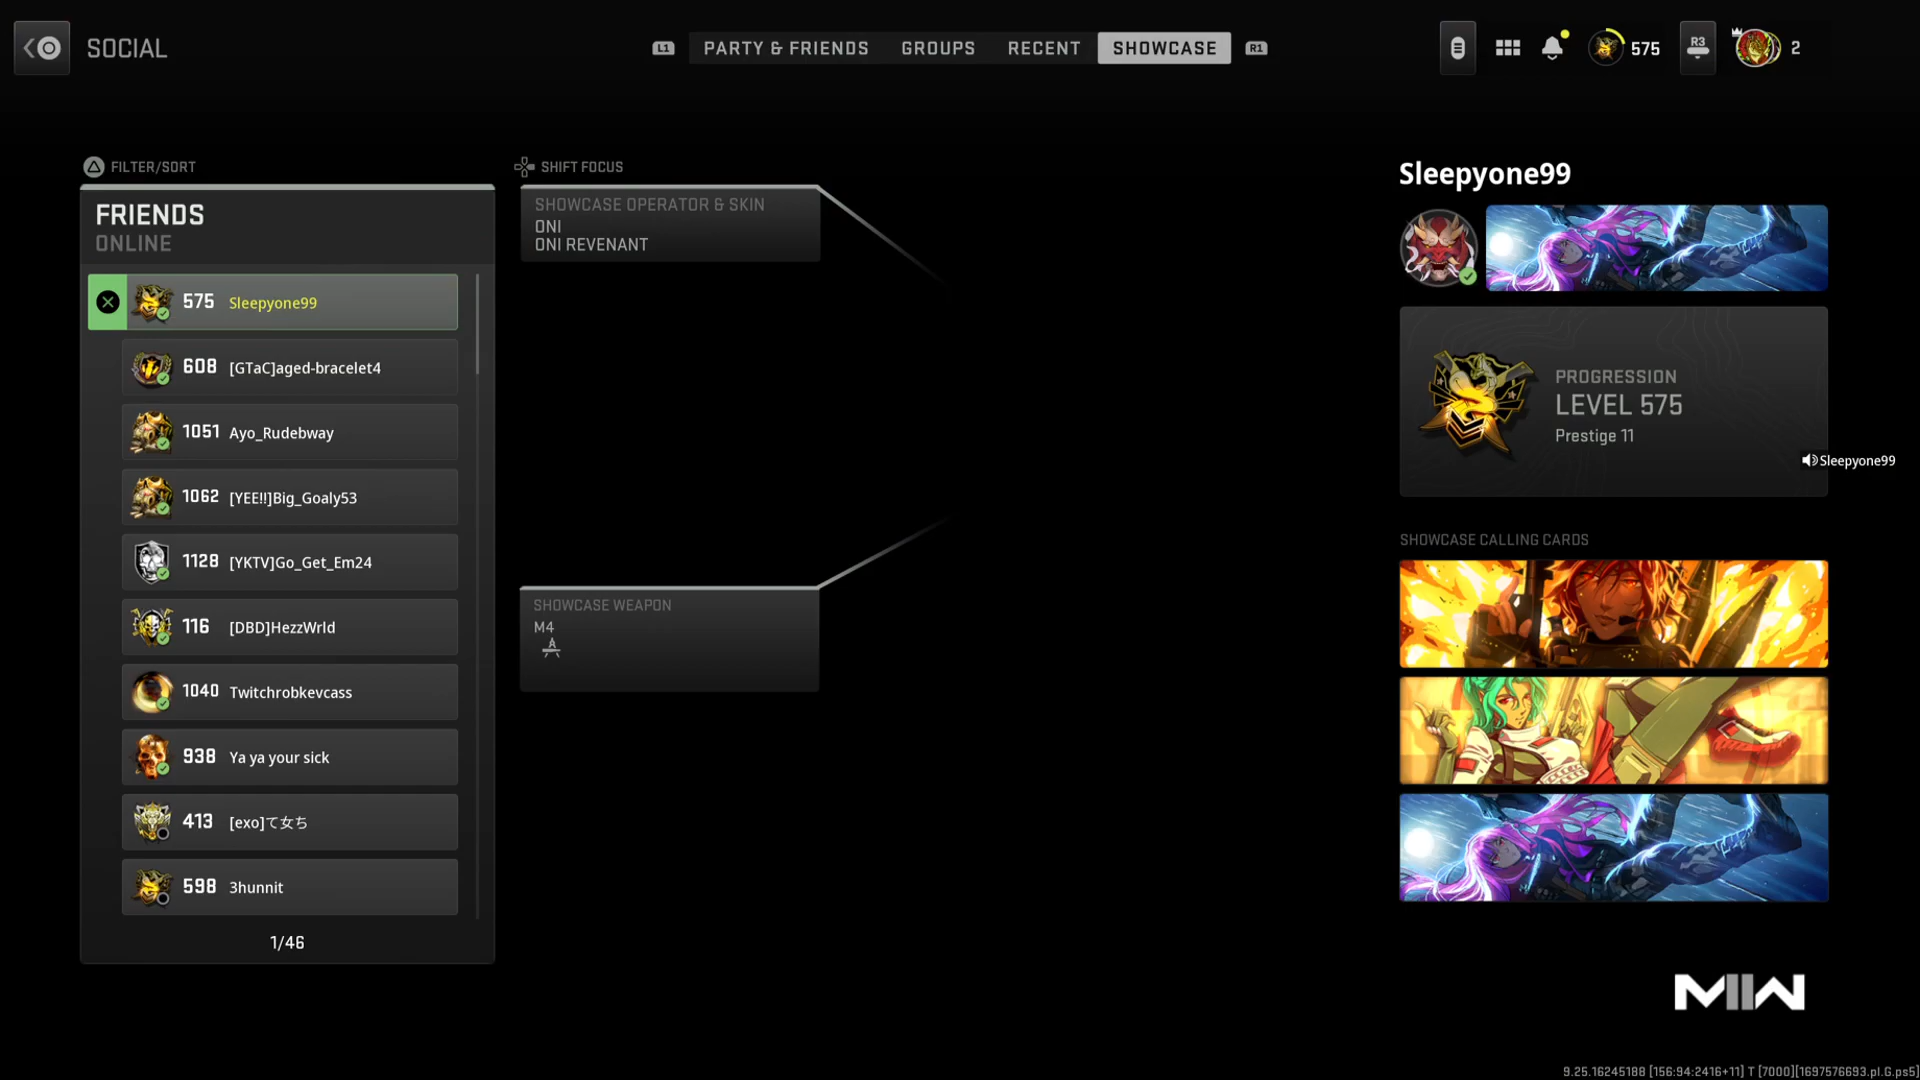 SOCIAL
L1
PARTY & FRIENDS
GROUPS
RECENT
SHOWCASE
R1
575
R3
2
FILTER/SORT
FRIENDS
ONLINE
575 Sleepyone99
608 [GTaC]aged-bracelet4
1051 Ayo_Rudebway
1062 [YEE!!]Big_Goaly53
1128 [YKTV]Go_Get_Em24
116 [DBD]HezzWrld
1040 Twitchrobkevcass
938 Ya ya your sick
413 [exo]て女ち
598 3hunnit
1/46
SHIFT FOCUS
SHOWCASE OPERATOR & SKIN
ONI
ONI REVENANT
SHOWCASE WEAPON
M4
Sleepyone99
PROGRESSION
LEVEL 575
Prestige 11
Sleepyone99
SHOWCASE CALLING CARDS
MIIW
9.25.16245188 [156:94:2416+11] T [7000][1697576693.pl.G.ps5]